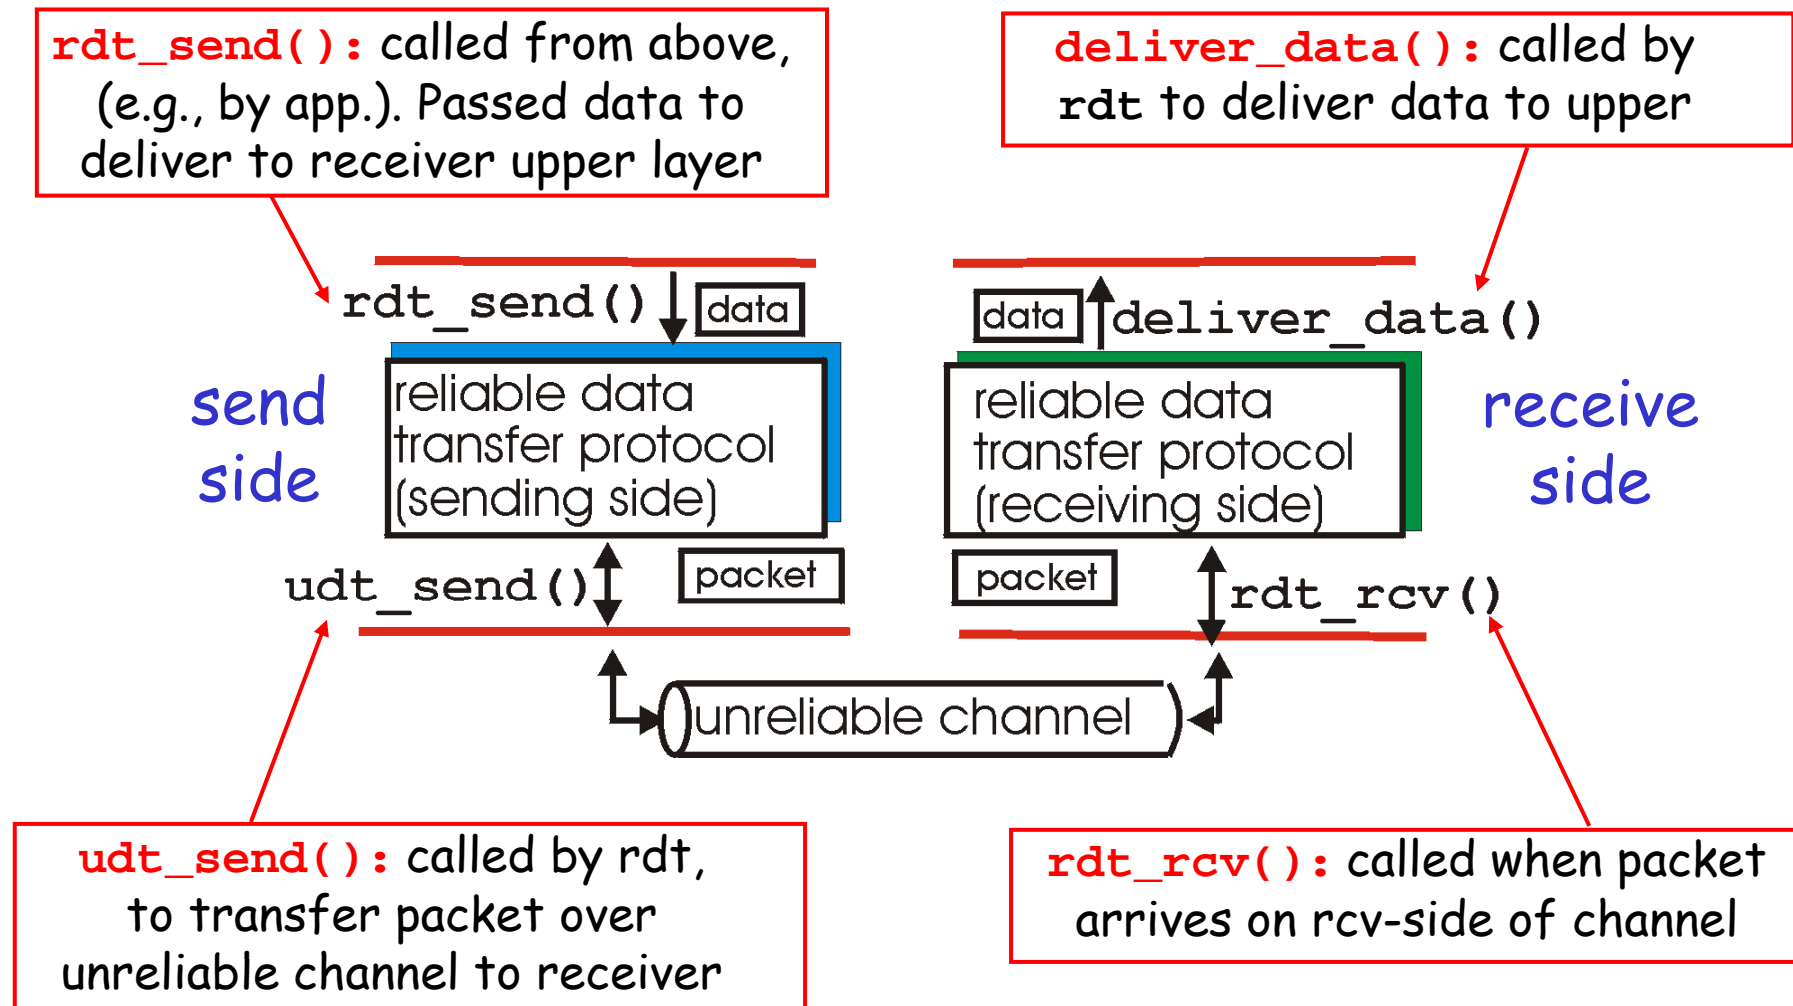 rdt_send(): called from above,
(e.g., by app.). Passed data to
deliver to receiver upper layer
deliver_data(): called by
rdt to deliver data to upper
rdt_send()
data
data
deliver_data()
send
side
reliable data
transfer protocol
(sending side)
reliable data
transfer protocol
(receiving side)
receive
side
udt_send()
packet
packet
rdt_rcv()
unreliable channel
udt_send(): called by rdt,
to transfer packet over
unreliable channel to receiver
rdt_rcv(): called when packet
arrives on rcv-side of channel